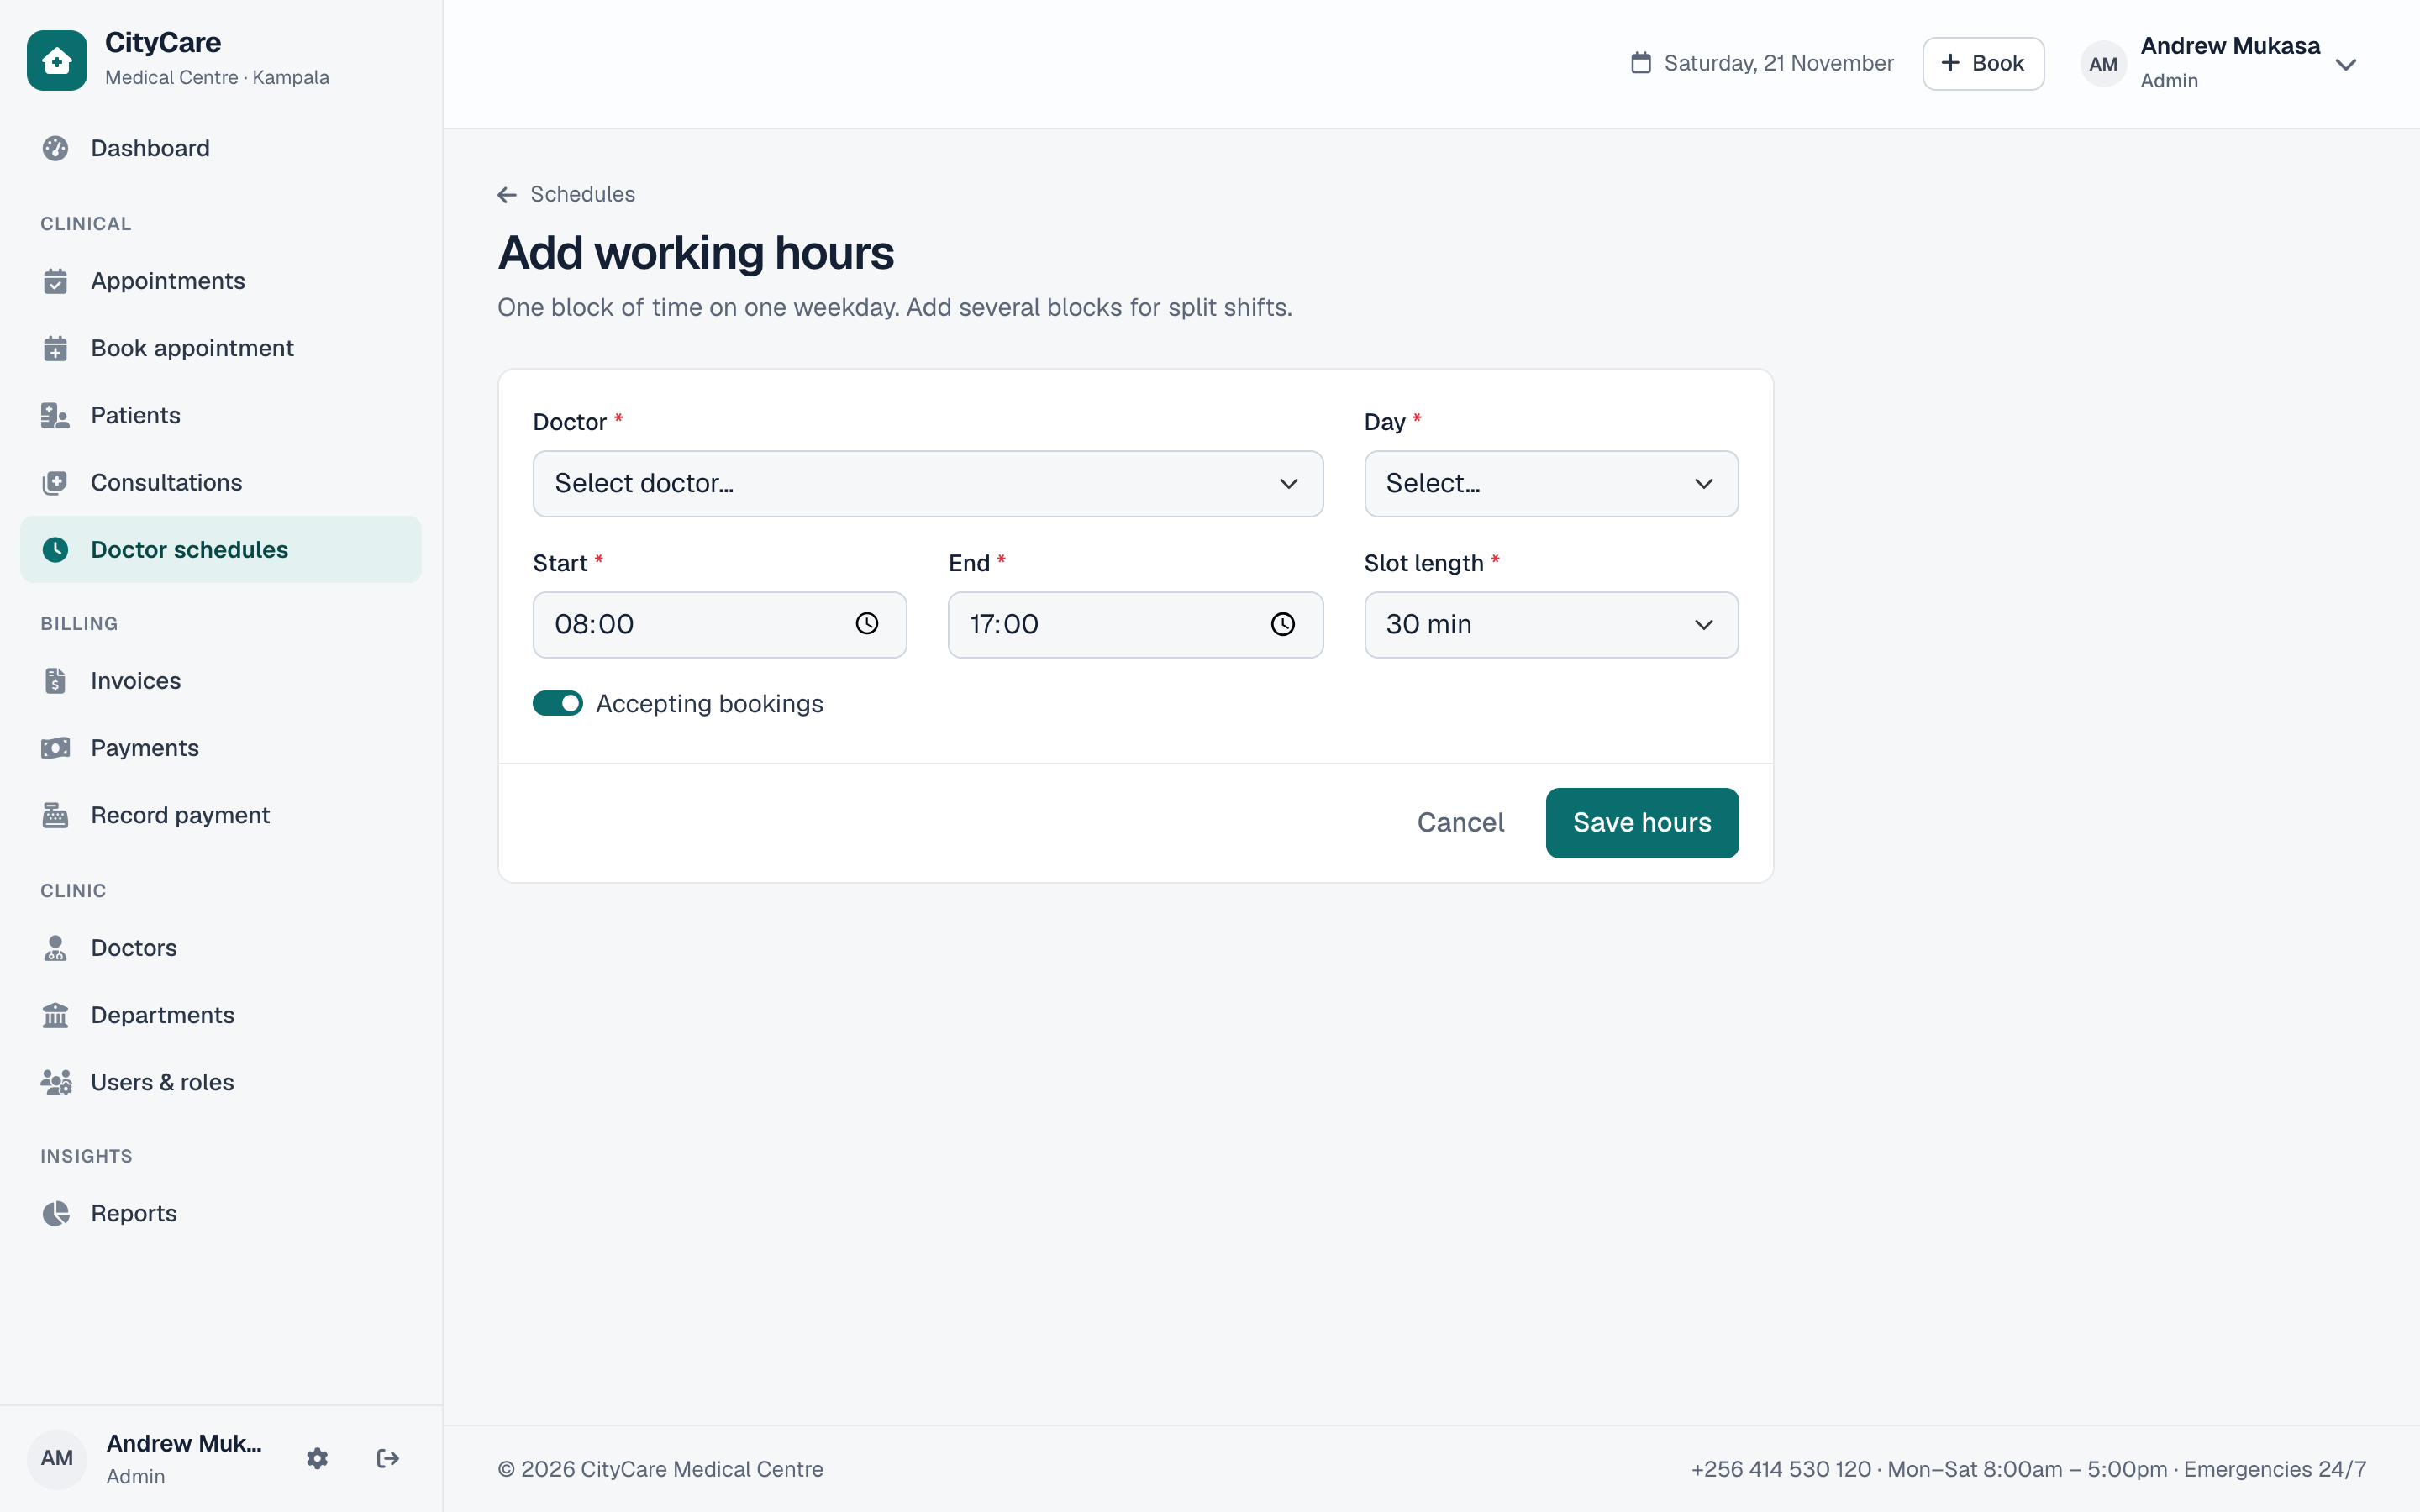 CityCare
Medical Centre · Kampala
Dashboard
CLINICAL
Appointments
Book appointment
Patients
Consultations
Doctor schedules
BILLING
Invoices
Payments
Record payment
CLINIC
Doctors
Departments
Users & roles
INSIGHTS
Reports
AM
Andrew Muk...
Admin
Saturday, 21 November
+ Book
AM
Andrew Mukasa
Admin
← Schedules
Add working hours
One block of time on one weekday. Add several blocks for split shifts.
Doctor *
Select doctor...
Day *
Select...
Start *
08:00
End *
17:00
Slot length *
30 min
Accepting bookings
Cancel
Save hours
© 2026 CityCare Medical Centre
+256 414 530 120 · Mon–Sat 8:00am – 5:00pm · Emergencies 24/7